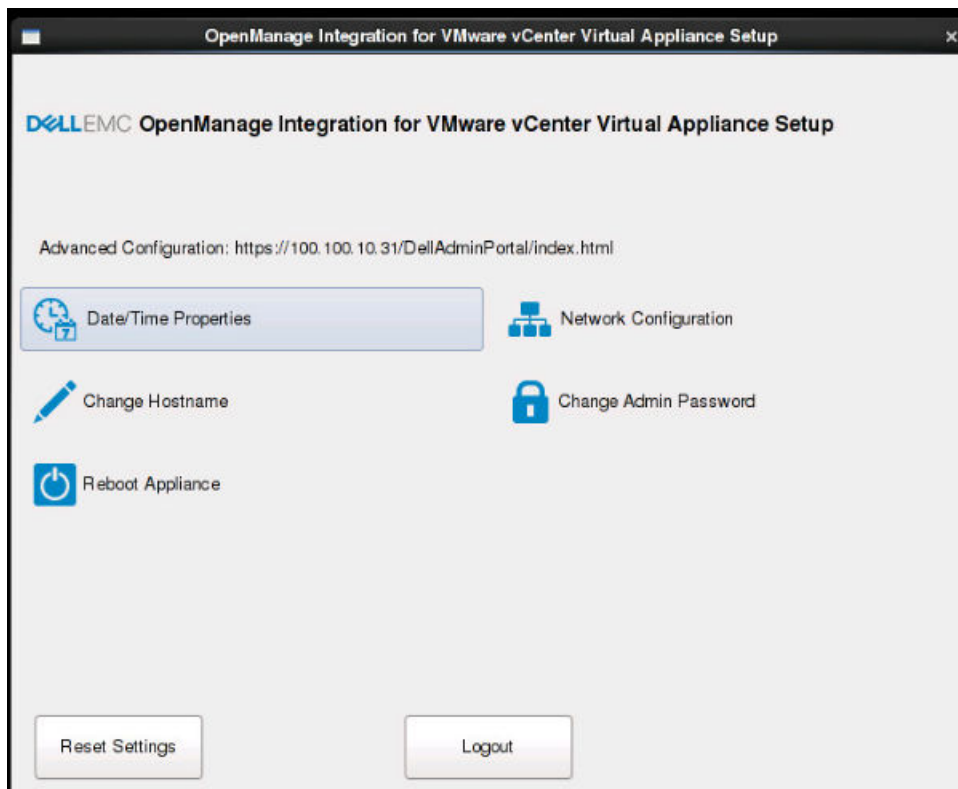 OpenManage Integration for VMware vCenter Virtual Appliance Setup
DELLEMC OpenManage Integration for VMware vCenter Virtual Appliance Setup
Advanced Configuration: https://100.100.10.31/DellAdminPortal/index.html
7 Date/Time Properties
Network Configuration
Change Hostname
Change Admin Password
Reboot Appliance
Reset Settings
Logout